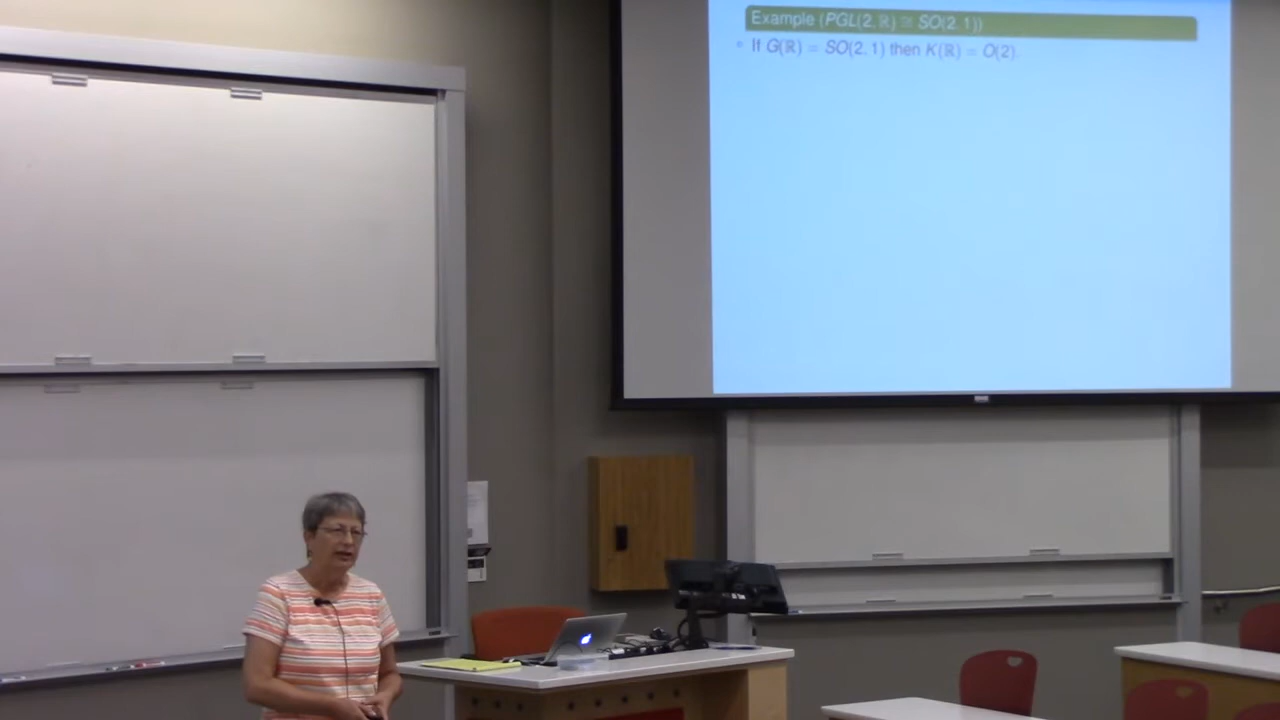 Example (PGL(2, ℝ) ≅ SO(2, 1))
◦ If G(ℝ) = SO(2, 1) then K(ℝ) = O(2).